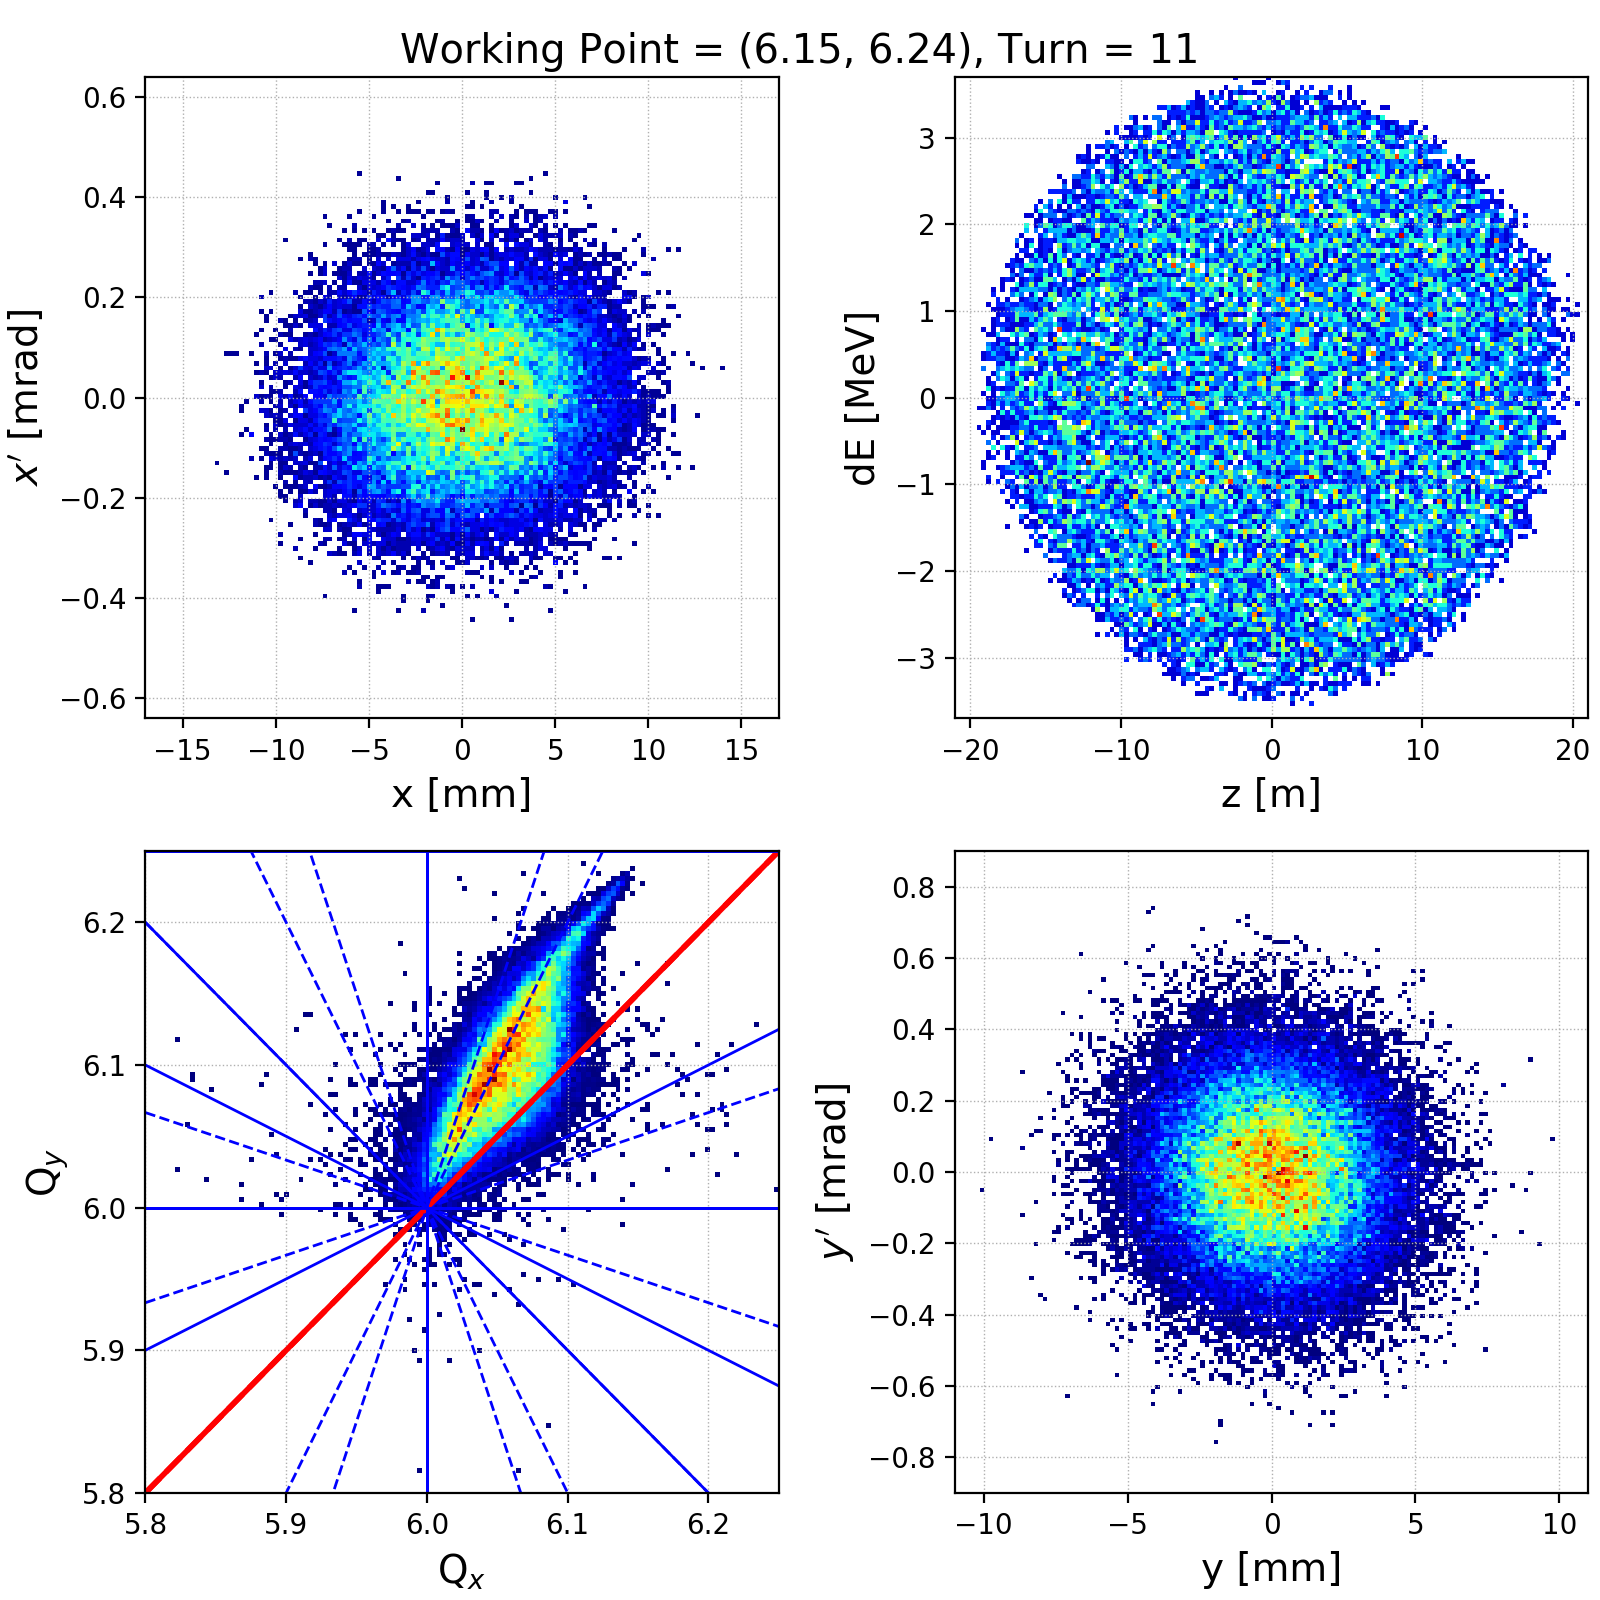 Working Point = (6.15, 6.24), Turn = 11
0.6
0.4
0.2
0.0
−0.2
−0.4
−0.6
x′ [mrad]
−15 −10 −5 0 5 10 15
x [mm]
3
2
1
0
−1
−2
−3
dE [MeV]
−20 −10 0 10 20
z [m]
6.2
6.1
6.0
5.9
5.8
Qy
5.8 5.9 6.0 6.1 6.2
Qx
0.8
0.6
0.4
0.2
0.0
−0.2
−0.4
−0.6
−0.8
y′ [mrad]
−10 −5 0 5 10
y [mm]